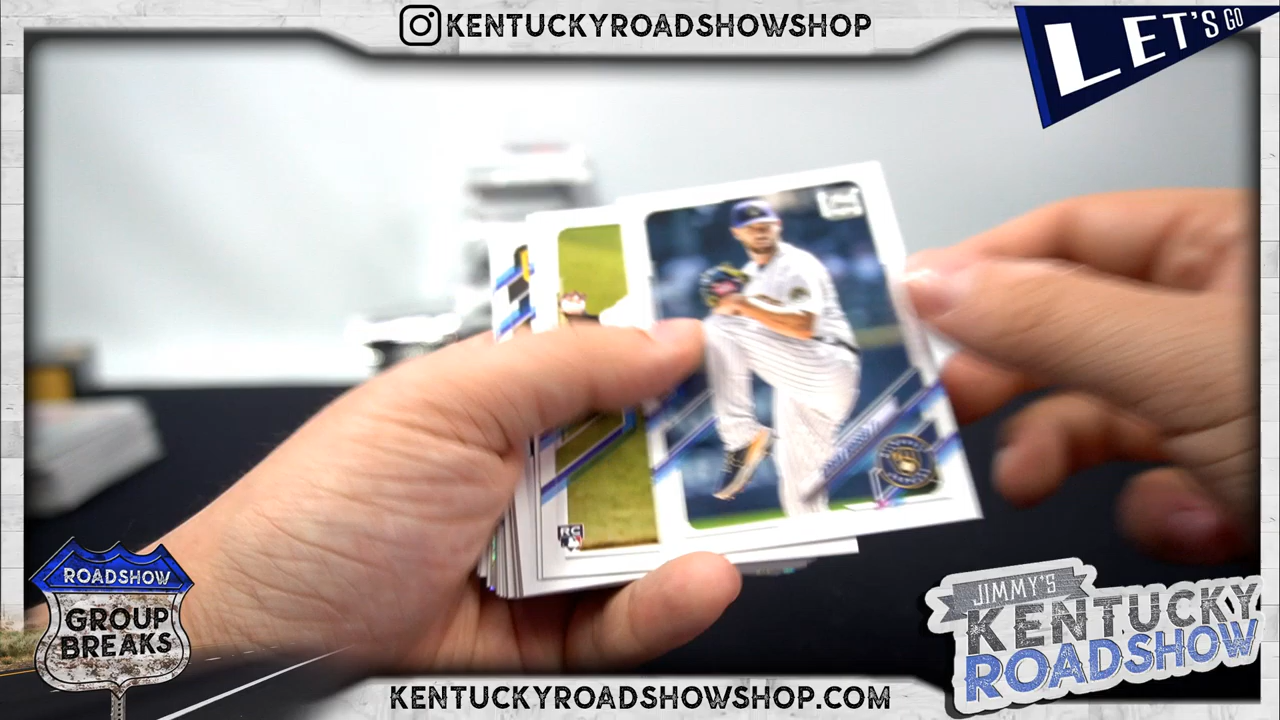 KENTUCKYROADSHOWSHOP
LET'S GO
RC
ROADSHOW
GROUP
BREAKS
JIMMY'S
KENTUCKY
ROADSHOW
KENTUCKYROADSHOWSHOP.COM